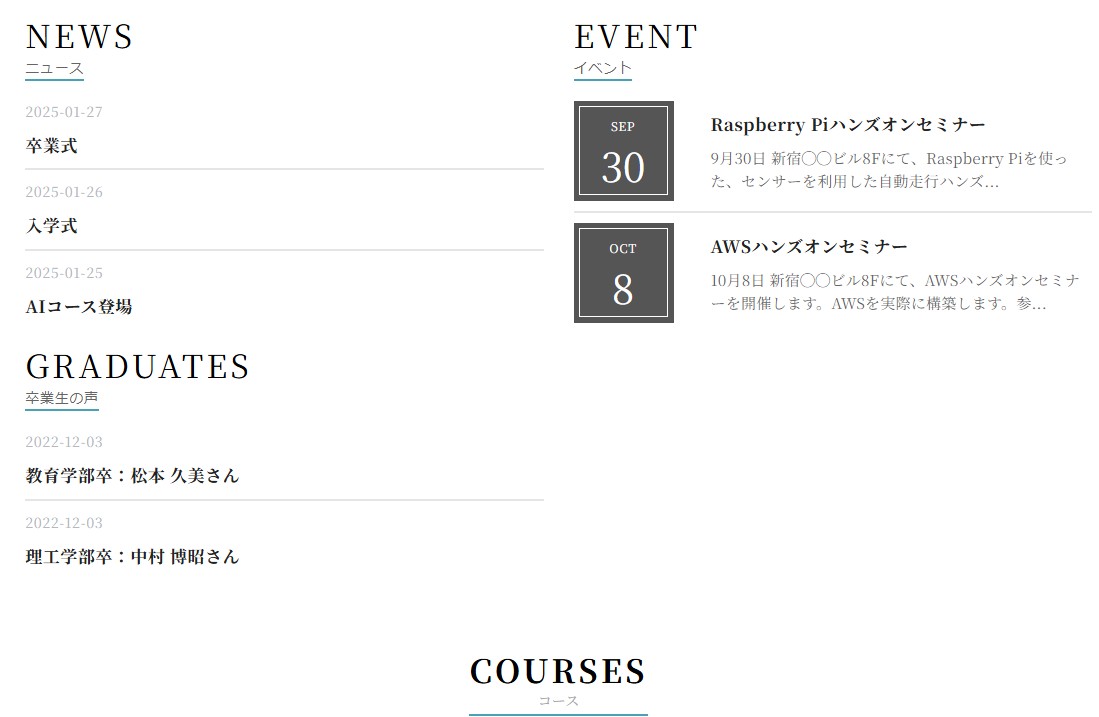 NEWS
ニュース
2025-01-27
卒業式
2025-01-26
入学式
2025-01-25
AIコース登場
EVENT
イベント
SEP
30
Raspberry Piハンズオンセミナー
9月30日 新宿◯◯ビル8Fにて、Raspberry Piを使っ
た、センサーを利用した自動走行ハンズ...
OCT
8
AWSハンズオンセミナー
10月8日 新宿◯◯ビル8Fにて、AWSハンズオンセミナ
ーを開催します。AWSを実際に構築します。参...
GRADUATES
卒業生の声
2022-12-03
教育学部卒：松本 久美さん
2022-12-03
理工学部卒：中村 博昭さん
COURSES
コース